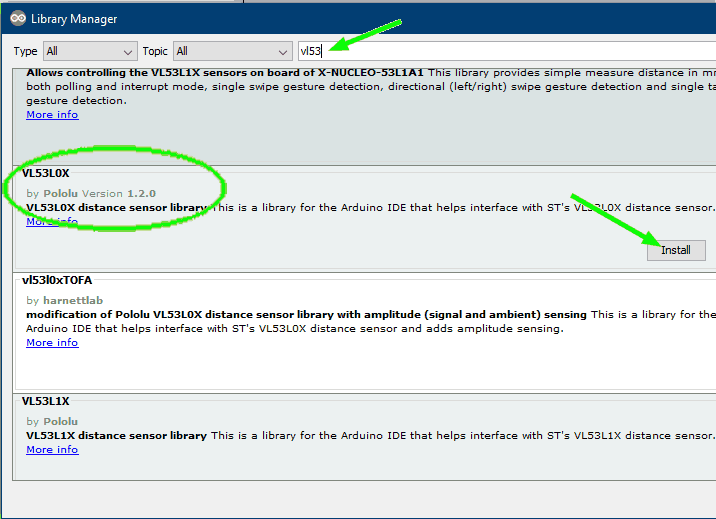 Library Manager
Type All Topic All vl53
Allows controlling the VL53L1X sensors on board of X-NUCLEO-53L1A1 This library provides simple measure distance in mm
both polling and interrupt mode, single swipe gesture detection, directional (left/right) swipe gesture detection and single ta
gesture detection.
More info
VL53L0X
by Pololu Version 1.2.0
VL53L0X distance sensor library This is a library for the Arduino IDE that helps interface with ST's VL53L0X distance sensor.
More info
Install
vl53l0xTOFA
by harnettlab
modification of Pololu VL53L0X distance sensor library with amplitude (signal and ambient) sensing This is a library for the
Arduino IDE that helps interface with ST's VL53L0X distance sensor and adds amplitude sensing.
More info
VL53L1X
by Pololu
VL53L1X distance sensor library This is a library for the Arduino IDE that helps interface with ST's VL53L1X distance sensor.
More info